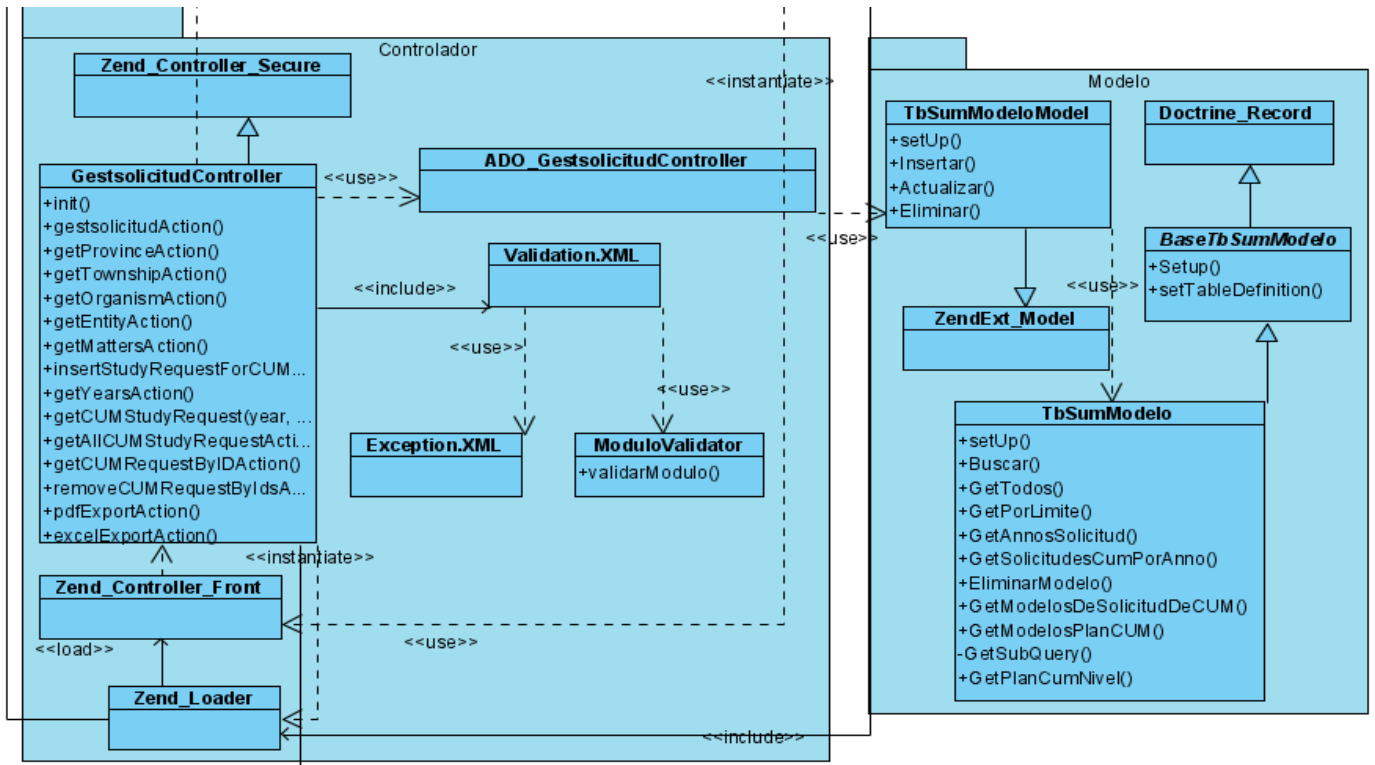 Controlador
Zend_Controller_Secure
<<instantiate>>
GestsolicitudController
+init()
+gestsolicitudAction()
+getProvinceAction()
+getTownshipAction()
+getOrganismAction()
+getEntityAction()
+getMattersAction()
+insertStudyRequestForCUM...
+getYearsAction()
+getCUMStudyRequest(year, ...
+getAllCUMStudyRequestActi...
+getCUMRequestByIDAction()
+removeCUMRequestByIdsA...
+pdfExportAction()
+excelExportAction()
<<use>>
ADO_GestsolicitudController
<<use>>
<<include>>
Validation.XML
<<use>>
<<use>>
Exception.XML
ModuloValidator
+validarModulo()
<<instantiate>>
Zend_Controller_Front
<<use>>
<<load>>
Zend_Loader
<<include>>
Modelo
TbSumModeloModel
+setUp()
+Insertar()
+Actualizar()
+Eliminar()
Doctrine_Record
BaseTbSumModelo
+Setup()
+setTableDefinition()
<<use>>
ZendExt_Model
TbSumModelo
+setUp()
+Buscar()
+GetTodos()
+GetPorLimite()
+GetAnnosSolicitud()
+GetSolicitudesCumPorAnno()
+EliminarModelo()
+GetModelosDeSolicitudDeCUM()
+GetModelosPlanCUM()
-GetSubQuery()
+GetPlanCumNivel()